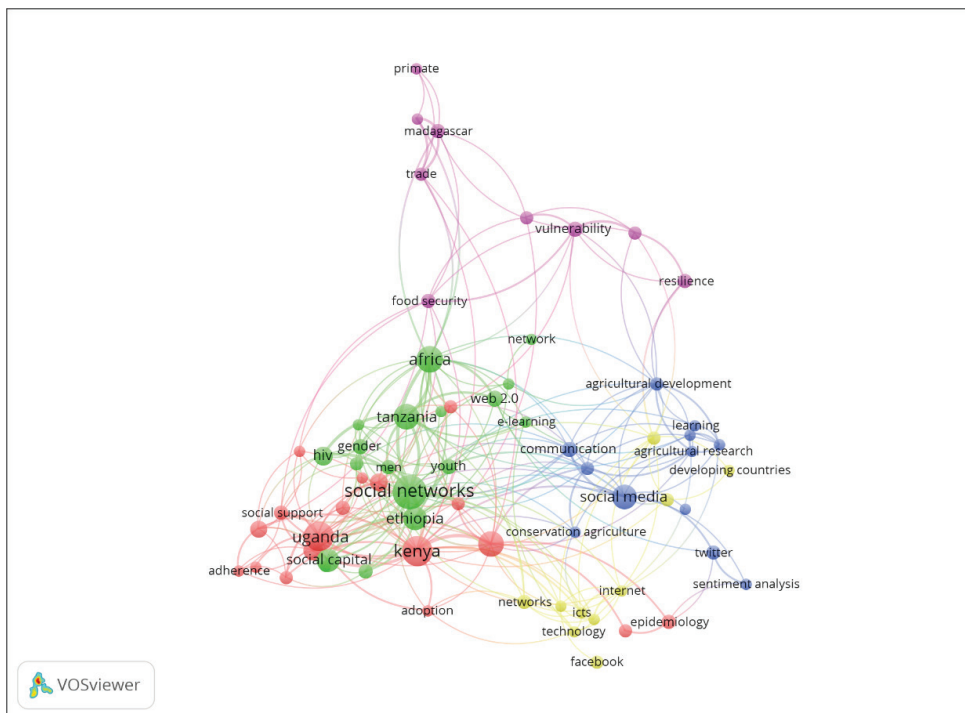 primate
madagascar
trade
vulnerability
resilience
food security
network
africa
agricultural development
web 2.0
tanzania
e-learning
learning
gender
communication
agricultural research
hiv
men
youth
developing countries
social networks
social media
social support
ethiopia
conservation agriculture
uganda
kenya
twitter
social capital
adherence
sentiment analysis
internet
networks
adoption
icts
epidemiology
technology
facebook
VOSviewer